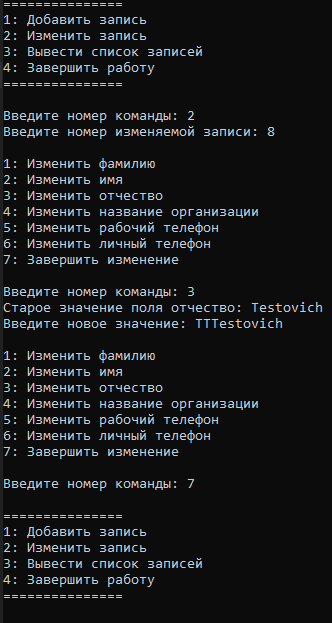 ===============
1: Добавить запись
2: Изменить запись
3: Вывести список записей
4: Завершить работу
===============
Введите номер команды: 2
Введите номер изменяемой записи: 8
1: Изменить фамилию
2: Изменить имя
3: Изменить отчество
4: Изменить название организации
5: Изменить рабочий телефон
6: Изменить личный телефон
7: Завершить изменение
Введите номер команды: 3
Старое значение поля отчество: Testovich
Введите новое значение: TTTestovich
1: Изменить фамилию
2: Изменить имя
3: Изменить отчество
4: Изменить название организации
5: Изменить рабочий телефон
6: Изменить личный телефон
7: Завершить изменение
Введите номер команды: 7
===============
1: Добавить запись
2: Изменить запись
3: Вывести список записей
4: Завершить работу
===============